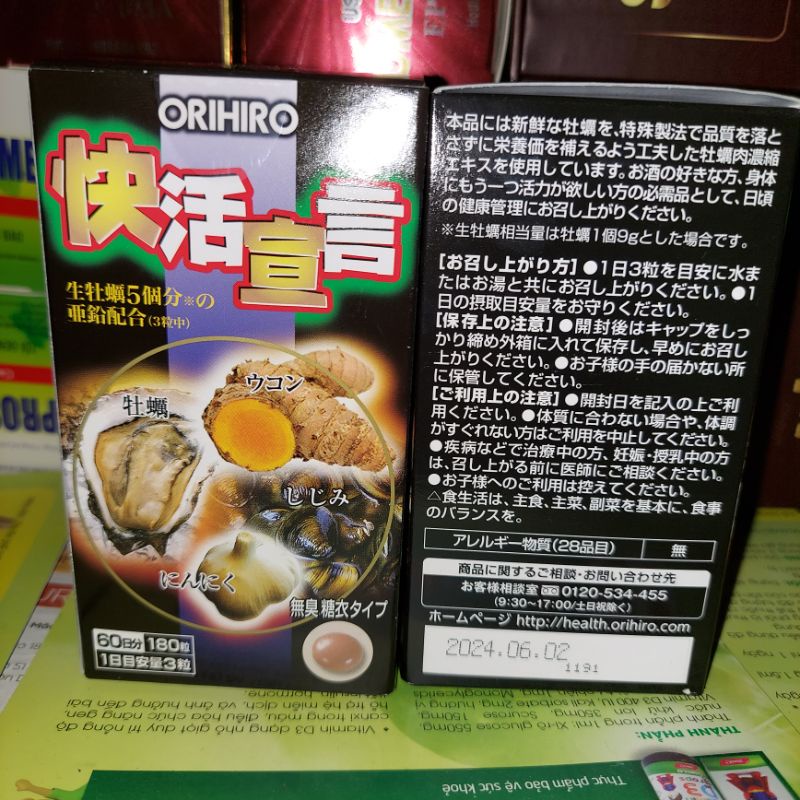 ORIHIRO
快活宣言
生牡蠣5個分※の
亜鉛配合(3粒中)
ウコン
牡蠣
しじみ
にんにく
無臭 糖衣タイプ
60日分 180粒
1日目安量3粒
本品には新鮮な牡蠣を、特殊製法で品質を落と
さずに栄養価を補えるよう工夫した牡蠣肉濃縮
エキスを使用しています。お酒の好きな方、身体
にもう一つ活力が欲しい方の必需品として、日頃
の健康管理にお召し上がりください。
※生牡蠣相当量は牡蠣1個9gとした場合です。
【お召し上がり方】●1日3粒を目安に水ま
たはお湯と共にお召し上がりください。●1
日の摂取目安量をお守りください。
【保存上の注意】●開封後はキャップをしっ
かり締め外箱に入れて保存し、早めにお召し
上がりください。●お子様の手の届かない所
に保管してください。
【ご利用上の注意】●開封日を記入の上ご利
用ください。●体質に合わない場合や、体調
がすぐれない方はご利用を中止してください。
●疾病などで治療中の方、妊娠・授乳中の方
は、召し上がる前に医師にご相談ください。
●お子様へのご利用は控えてください。
△食生活は、主食、主菜、副菜を基本に、食事
のバランスを。
アレルギー物質(28品目) 無
商品に関するご相談・お問い合わせ先
お客様相談室 0120-534-455
(9:30~17:00/土日祝除く)
ホームページ http://health.orihiro.com
2024.06.02
1191
THÀNH PHẦN:
Thực phẩm bảo vệ sức khoẻ